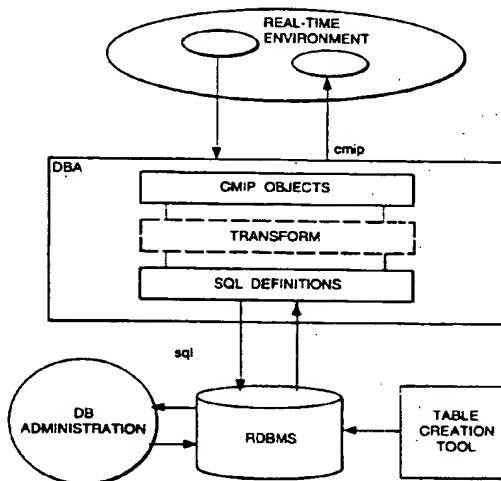 REAL-TIME
ENVIRONMENT
cmip
DBA
CMIP OBJECTS
TRANSFORM
SQL DEFINITIONS
sql
DB
ADMINISTRATION
RDBMS
TABLE
CREATION
TOOL